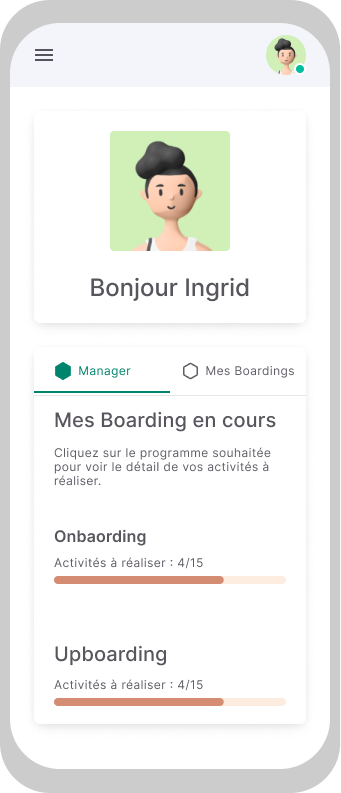 Bonjour Ingrid
Manager
Mes Boardings
Mes Boarding en cours
Cliquez sur le programme souhaitée
pour voir le détail de vos activités à
réaliser.
Onbaording
Activités à réaliser : 4/15
Upboarding
Activités à réaliser : 4/15